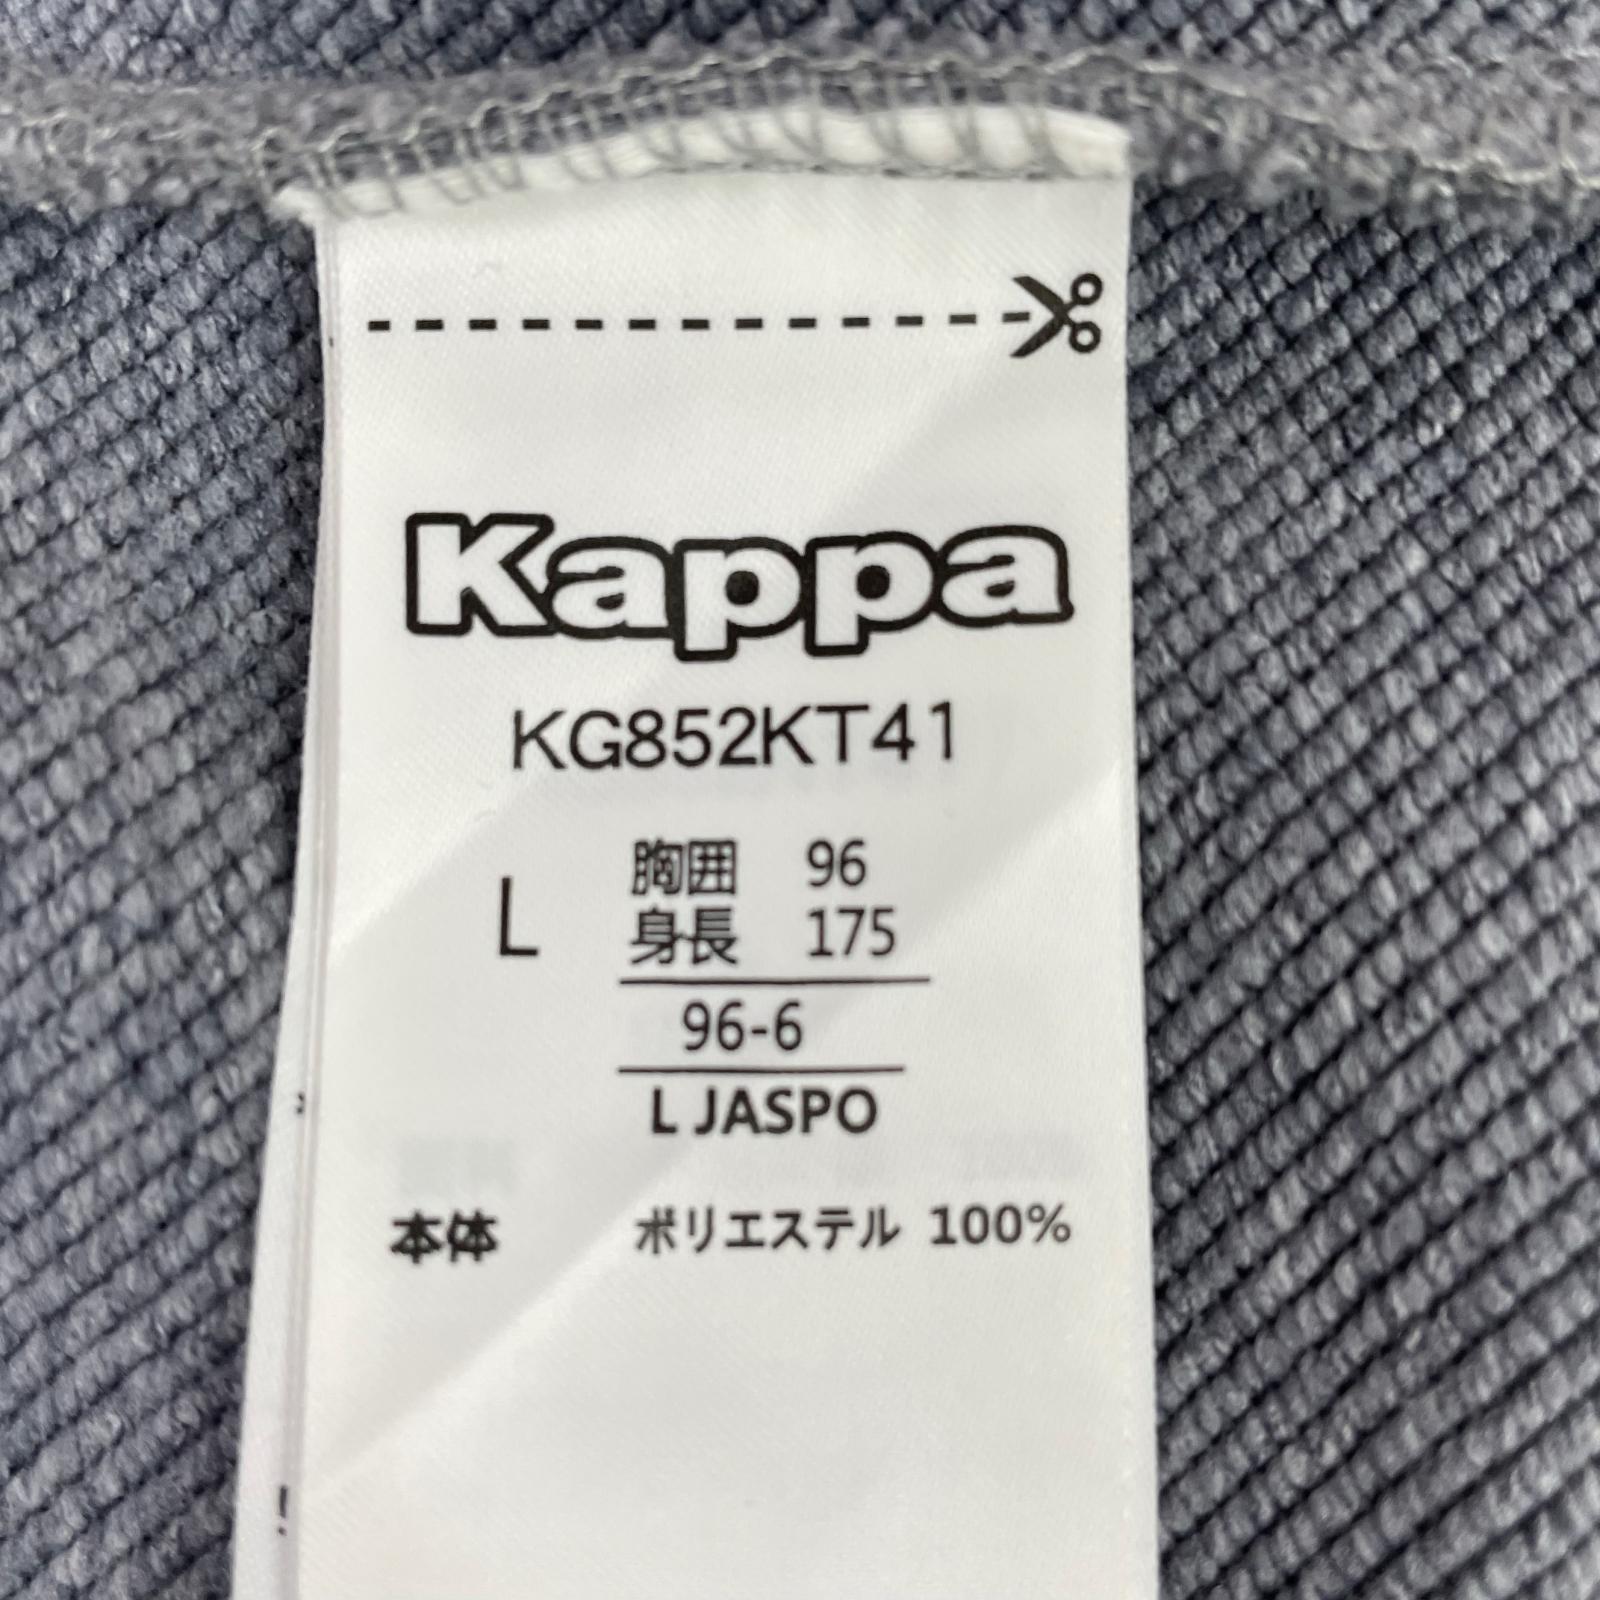 Kappa
KG852KT41
L
胸囲 96
身長 175
96-6
L JASPO
本体 ポリエステル 100%